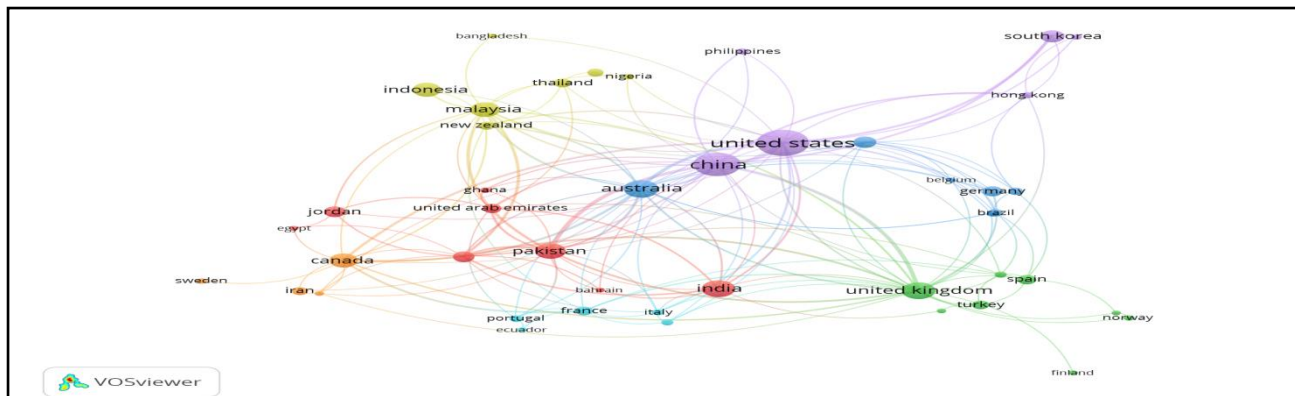 bangladesh
south korea
philippines
nigeria
thailand
indonesia
hong kong
malaysia
new zealand
united states
china
belgium
australia
ghana
germany
united arab emirates
jordan
brazil
egypt
pakistan
canada
sweden
spain
iran
bahrain
india
united kingdom
turkey
france
italy
portugal
norway
ecuador
finland
VOSviewer